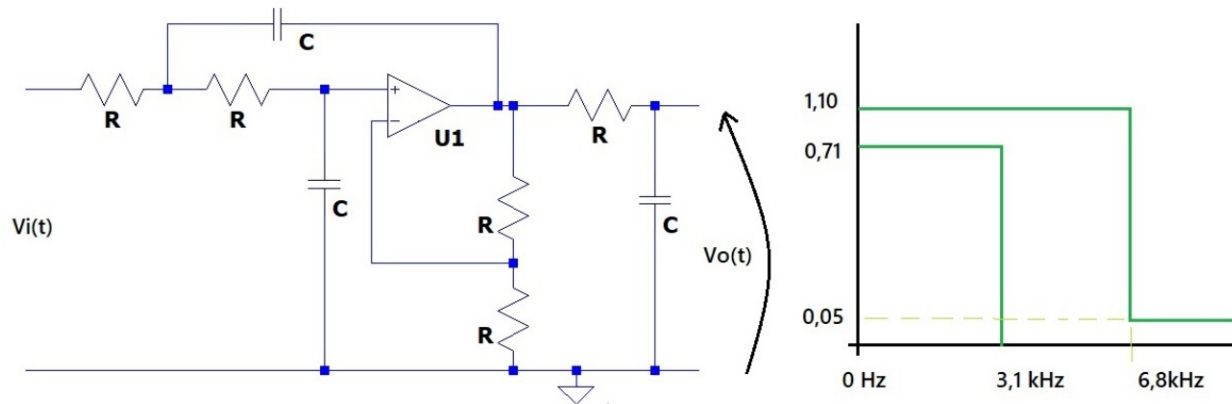 C
R
R
+
-
U1
R
C
R
C
R
Vi(t)
Vo(t)
1,10
0,71
0,05
0 Hz
3,1 kHz
6,8kHz